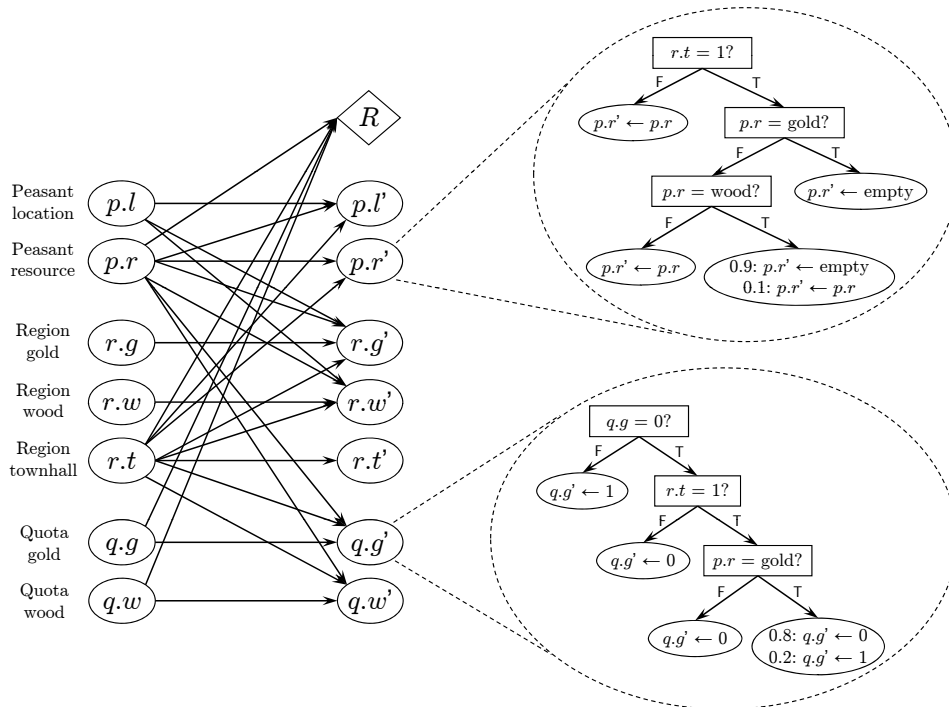 R
Peasant
location
p.l
p.l'
Peasant
resource
p.r
p.r'
Region
gold
r.g
r.g'
Region
wood
r.w
r.w'
Region
townhall
r.t
r.t'
Quota
gold
q.g
q.g'
Quota
wood
q.w
q.w'
r.t = 1?
F
T
p.r' ← p.r
p.r = gold?
F
T
p.r = wood?
p.r' ← empty
F
T
p.r' ← p.r
0.9: p.r' ← empty
0.1: p.r' ← p.r
q.g = 0?
F
T
q.g' ← 1
r.t = 1?
F
T
q.g' ← 0
p.r = gold?
F
T
q.g' ← 0
0.8: q.g' ← 0
0.2: q.g' ← 1